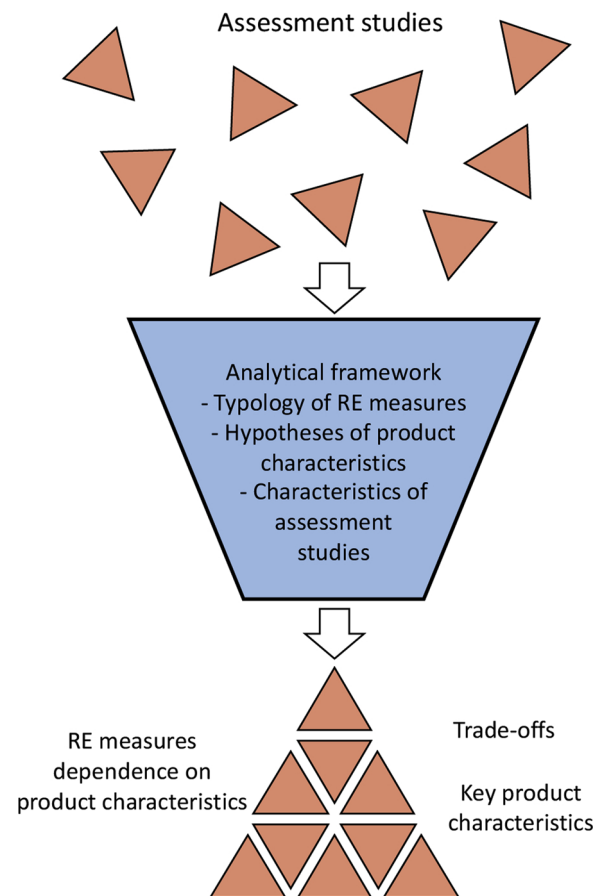 Assessment studies
Analytical framework
- Typology of RE measures
- Hypotheses of product
characteristics
- Characteristics of
assessment
studies
RE measures
dependence on
product characteristics
Trade-offs
Key product
characteristics